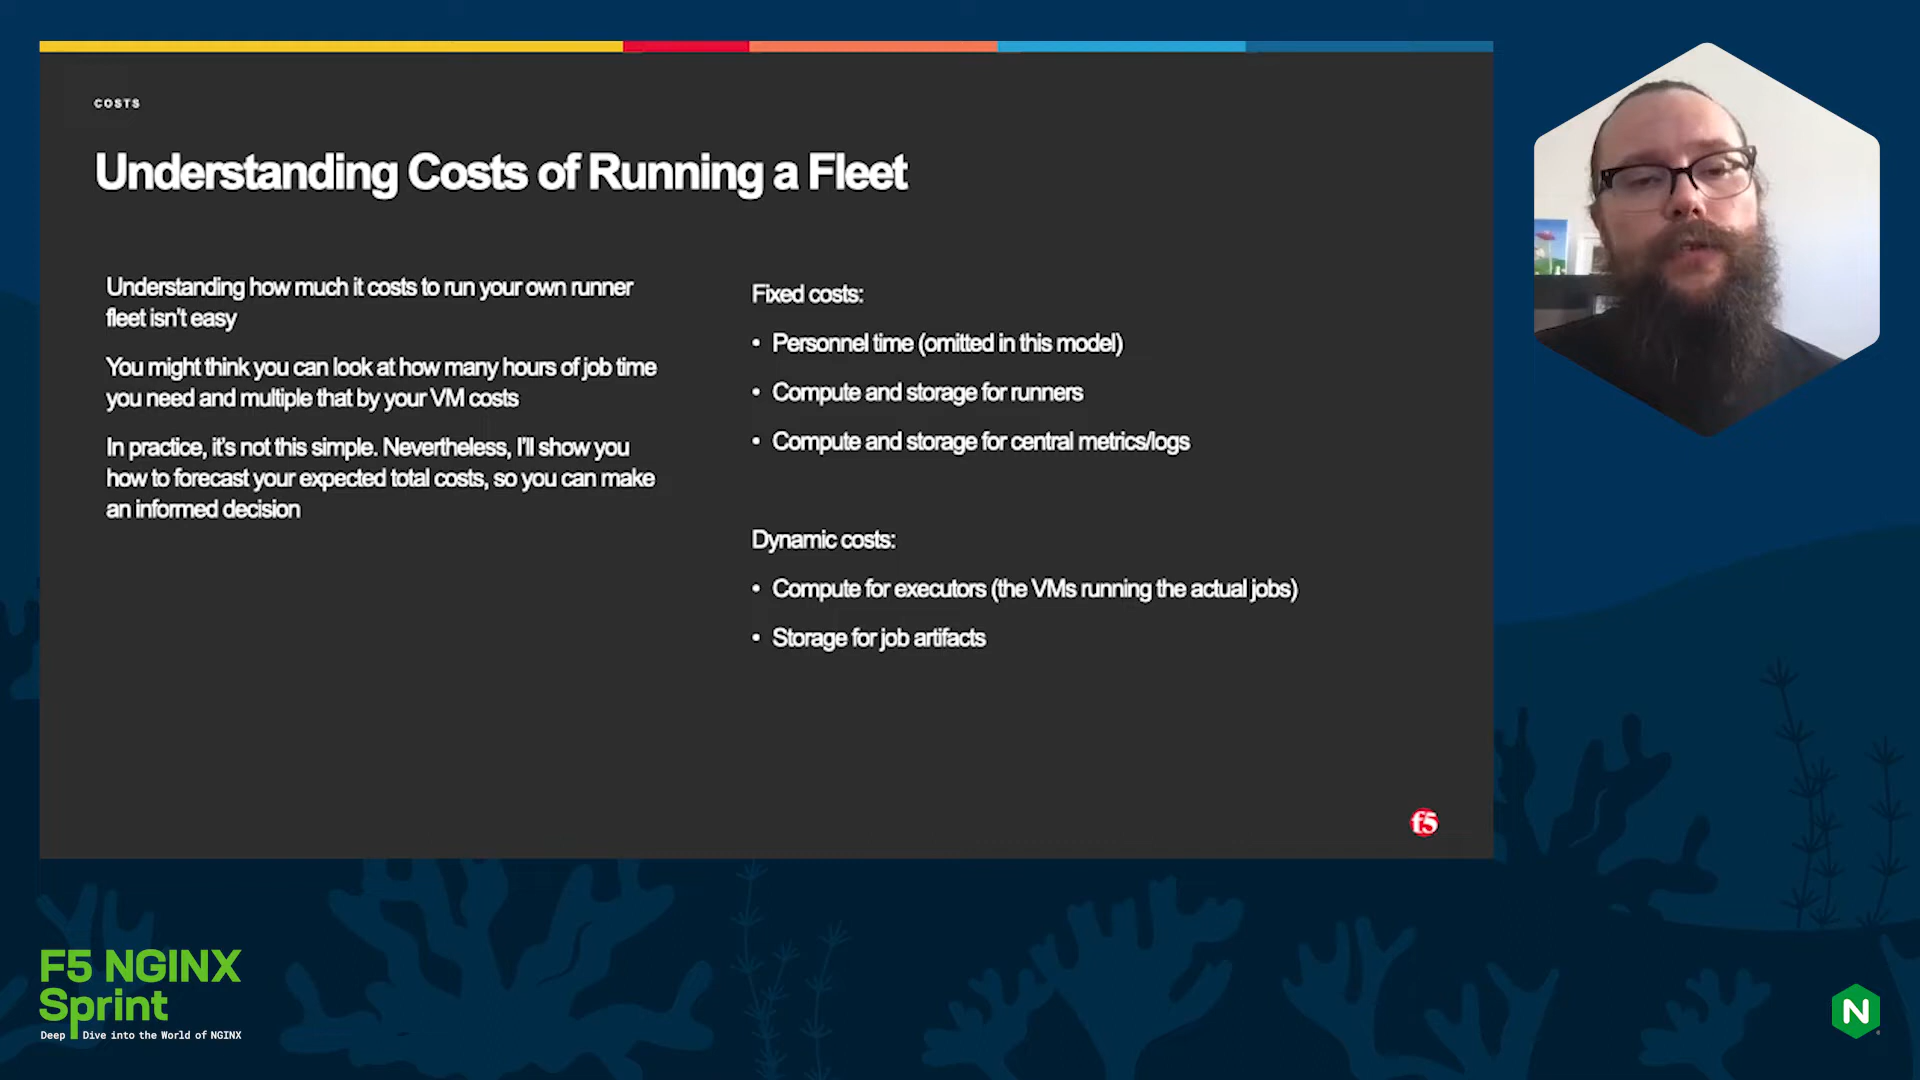 COSTS
Understanding Costs of Running a Fleet
Understanding how much it costs to run your own runner
fleet isn't easy
You might think you can look at how many hours of job time
you need and multiple that by your VM costs
In practice, it's not this simple. Nevertheless, I'll show you
how to forecast your expected total costs, so you can make
an informed decision
Fixed costs:
• Personnel time (omitted in this model)
• Compute and storage for runners
• Compute and storage for central metrics/logs
Dynamic costs:
• Compute for executors (the VMs running the actual jobs)
• Storage for job artifacts
f5
F5 NGINX
Sprint
Deep Dive into the World of NGINX
N